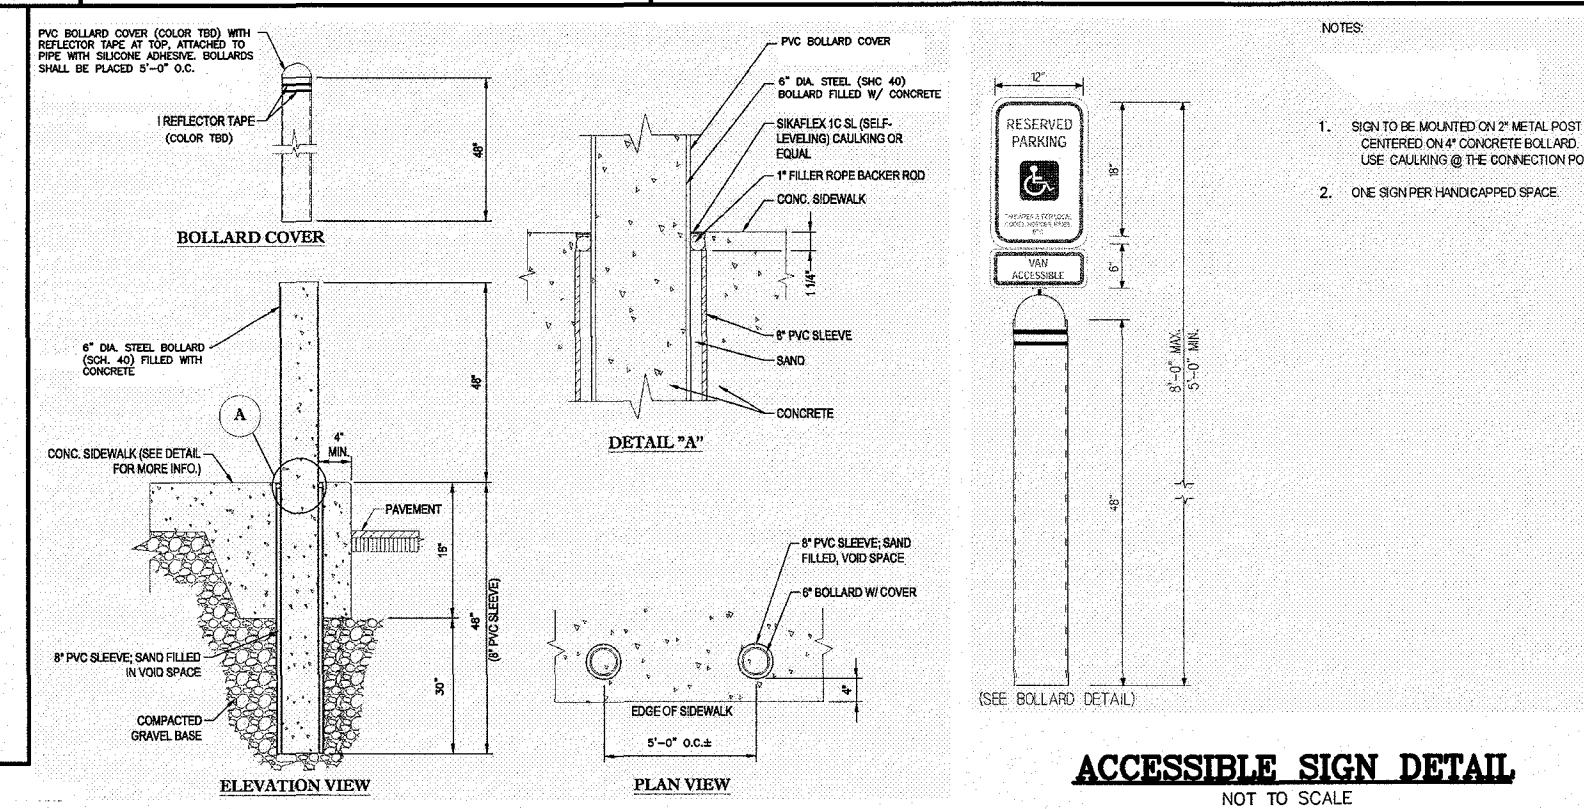 PVC BOLLARD COVER (COLOR TBD) WITH
REFLECTOR TAPE AT TOP, ATTACHED TO
PIPE WITH SILICONE ADHESIVE. BOLLARDS
SHALL BE PLACED 5'-0" O.C.
REFLECTOR TAPE
(COLOR TBD)
48"
BOLLARD COVER
6" DIA. STEEL BOLLARD
(SCH. 40) FILLED WITH
CONCRETE
48"
A
4"
MIN.
CONC. SIDEWALK (SEE DETAIL
FOR MORE INFO.)
PAVEMENT
18"
48"
(8" PVC SLEEVE)
8" PVC SLEEVE; SAND FILLED
IN VOID SPACE
30"
COMPACTED
GRAVEL BASE
ELEVATION VIEW
PVC BOLLARD COVER
6" DIA. STEEL (SHC 40)
BOLLARD FILLED W/ CONCRETE
SIKAFLEX 1C SL (SELF-
LEVELING) CAULKING OR
EQUAL
1" FILLER ROPE BACKER ROD
CONC. SIDEWALK
1 1/4"
8" PVC SLEEVE
SAND
CONCRETE
DETAIL "A"
8" PVC SLEEVE; SAND
FILLED, VOID SPACE
6" BOLLARD W/ COVER
4"
EDGE OF SIDEWALK
5'-0" O.C.±
PLAN VIEW
12"
RESERVED
PARKING
18"
VAN
ACCESSIBLE
6"
8'-0" MAX.
5'-0" MIN.
48"
(SEE BOLLARD DETAIL)
NOTES:
1. SIGN TO BE MOUNTED ON 2" METAL POST
CENTERED ON 4" CONCRETE BOLLARD.
USE CAULKING @ THE CONNECTION PO
2. ONE SIGN PER HANDICAPPED SPACE.
ACCESSIBLE SIGN DETAIL
NOT TO SCALE